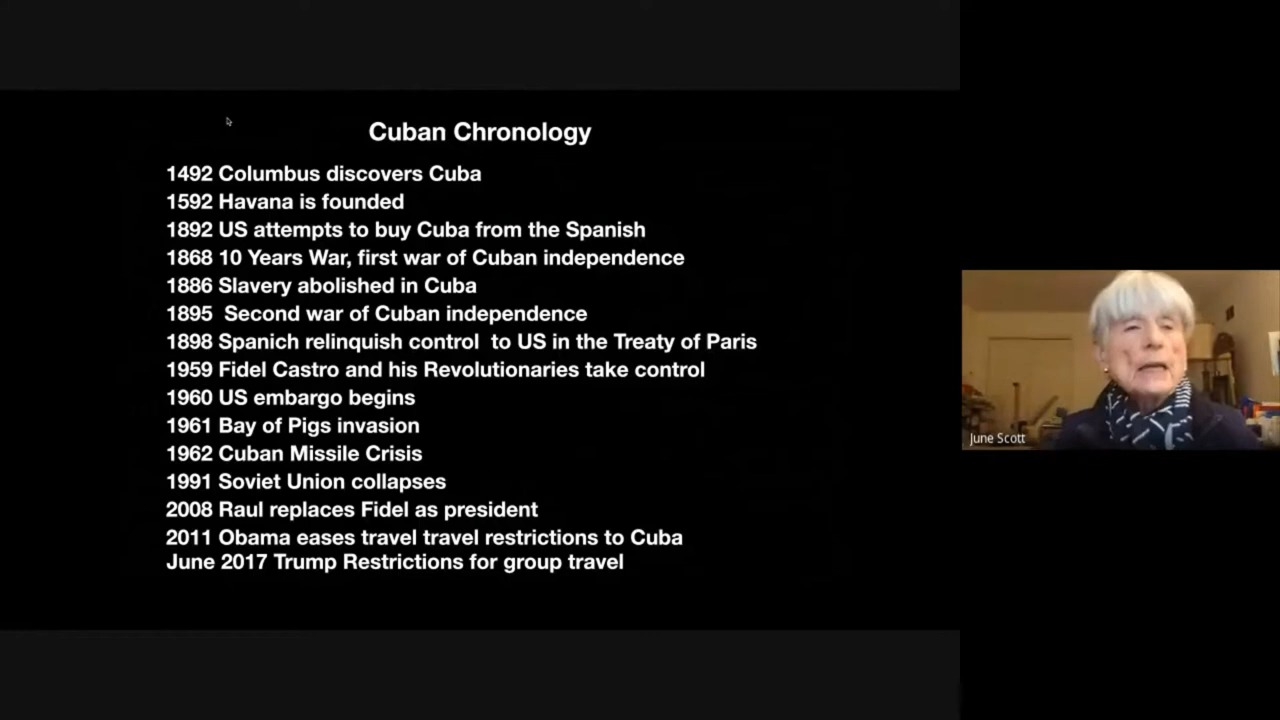 Cuban Chronology
1492 Columbus discovers Cuba
1592 Havana is founded
1892 US attempts to buy Cuba from the Spanish
1868 10 Years War, first war of Cuban independence
1886 Slavery abolished in Cuba
1895  Second war of Cuban independence
1898 Spanich relinquish control  to US in the Treaty of Paris
1959 Fidel Castro and his Revolutionaries take control
1960 US embargo begins
1961 Bay of Pigs invasion
1962 Cuban Missile Crisis
1991 Soviet Union collapses
2008 Raul replaces Fidel as president
2011 Obama eases travel travel restrictions to Cuba
June 2017 Trump Restrictions for group travel
June Scott